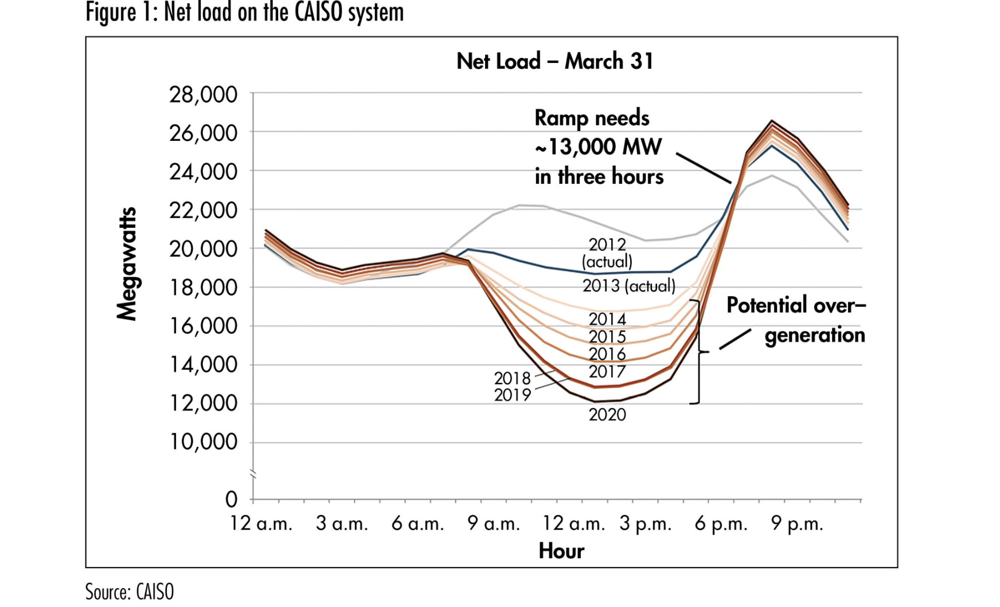 Figure 1: Net load on the CAISO system
Net Load – March 31
28,000
26,000
24,000
22,000
20,000
18,000
16,000
14,000
12,000
10,000
0
Megawatts
Ramp needs
~13,000 MW
in three hours
2012
(actual)
2013 (actual)
2014
2015
2016
2017
2018
2019
2020
Potential over–
generation
12 a.m. 3 a.m. 6 a.m. 9 a.m. 12 a.m. 3 p.m. 6 p.m. 9 p.m.
Hour
Source: CAISO